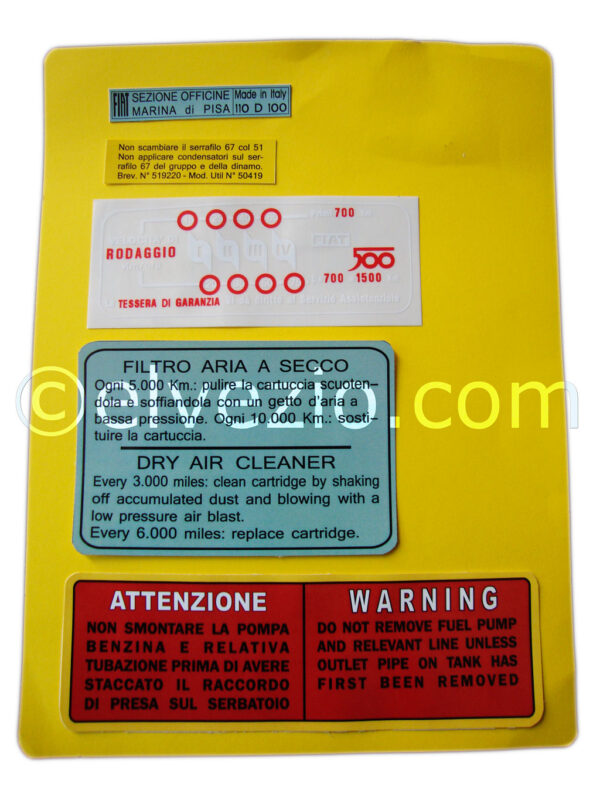 FIAT SEZIONE OFFICINE Made in Italy
MARINA di PISA 110 D 100
Non scambiare il serrafilo 67 col 51
Non applicare condensatori sul ser-
rafilo 67 del gruppo e della dinamo.
Brev. N° 519220 - Mod. Util N° 50419
700
RODAGGIO
FIAT
500
700 1500
TESSERA DI GARANZIA
diritto al Servizio Assistenziale
FILTRO ARIA A SECCO
Ogni 5.000 Km.: pulire la cartuccia scuoten-
dola e soffiandola con un getto d'aria a
bassa pressione. Ogni 10.000 Km.: sosti-
tuire la cartuccia.
©elvezio.com
DRY AIR CLEANER
Every 3.000 miles: clean cartridge by shaking
off accumulated dust and blowing with a
low pressure air blast.
Every 6.000 miles: replace cartridge.
ATTENZIONE
NON SMONTARE LA POMPA
BENZINA E RELATIVA
TUBAZIONE PRIMA DI AVERE
STACCATO IL RACCORDO
DI PRESA SUL SERBATOIO
WARNING
DO NOT REMOVE FUEL PUMP
AND RELEVANT LINE UNLESS
OUTLET PIPE ON TANK HAS
FIRST BEEN REMOVED